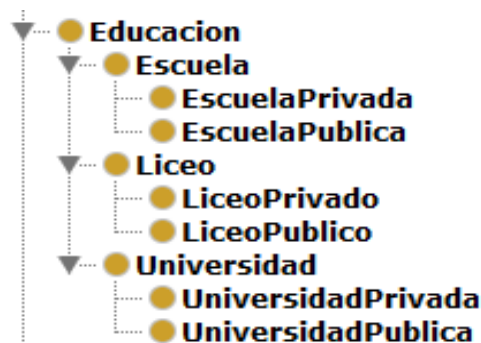 Educacion
Escuela
EscuelaPrivada
EscuelaPublica
Liceo
LiceoPrivado
LiceoPublico
Universidad
UniversidadPrivada
UniversidadPublica